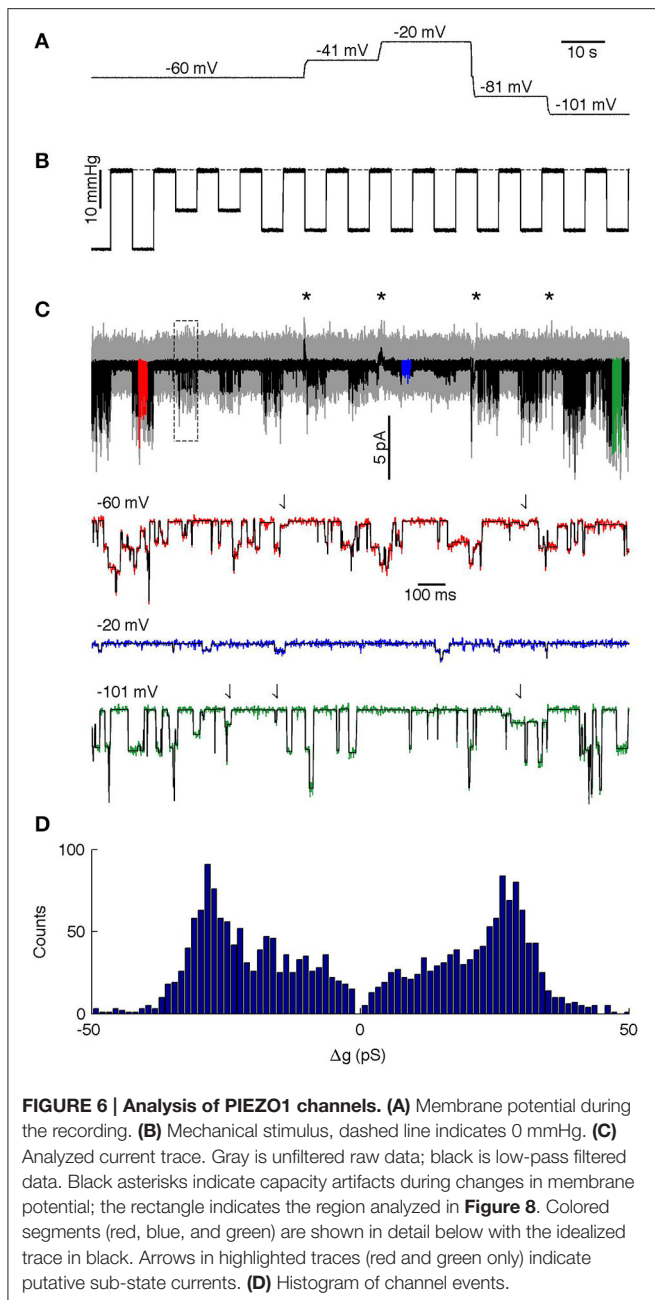 A
-60 mV
-41 mV
-20 mV
-81 mV
-101 mV
10 s
B
10 mmHg
C
* * * *
5 pA
-60 mV
100 ms
-20 mV
-101 mV
D
100
50
0
Counts
-50 0 50
Δg (pS)
FIGURE 6 | Analysis of PIEZO1 channels. (A) Membrane potential during
the recording. (B) Mechanical stimulus, dashed line indicates 0 mmHg. (C)
Analyzed current trace. Gray is unfiltered raw data; black is low-pass filtered
data. Black asterisks indicate capacity artifacts during changes in membrane
potential; the rectangle indicates the region analyzed in Figure 8. Colored
segments (red, blue, and green) are shown in detail below with the idealized
trace in black. Arrows in highlighted traces (red and green only) indicate
putative sub-state currents. (D) Histogram of channel events.